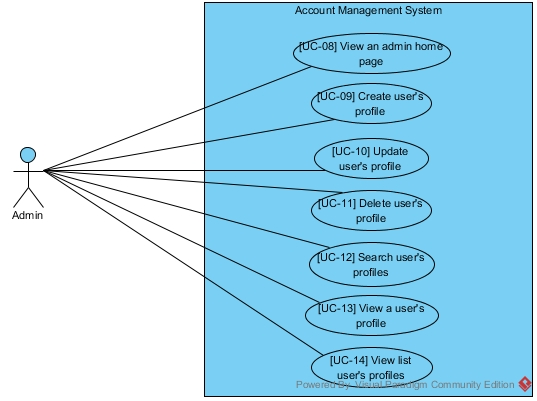 Account Management System
[UC-08] View an admin home
page
[UC-09] Create user's
profile
[UC-10] Update
user's profile
[UC-11] Delete user's
profile
Admin
[UC-12] Search user's
profiles
[UC-13] View a user's
profile
[UC-14] View list
user's profiles
Powered By Visual Paradigm Community Edition